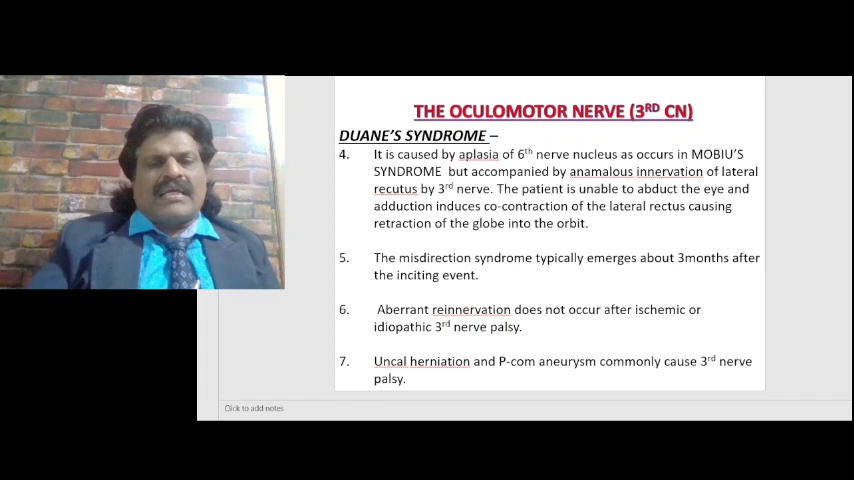 THE OCULOMOTOR NERVE (3RD CN)
DUANE'S SYNDROME –
4. It is caused by aplasia of 6th nerve nucleus as occurs in MOBIU'S
SYNDROME but accompanied by anamalous innervation of lateral
recutus by 3rd nerve. The patient is unable to abduct the eye and
adduction induces co-contraction of the lateral rectus causing
retraction of the globe into the orbit.
5. The misdirection syndrome typically emerges about 3months after
the inciting event.
6. Aberrant reinnervation does not occur after ischemic or
idiopathic 3rd nerve palsy.
7. Uncal herniation and P-com aneurysm commonly cause 3rd nerve
palsy.
Click to add notes